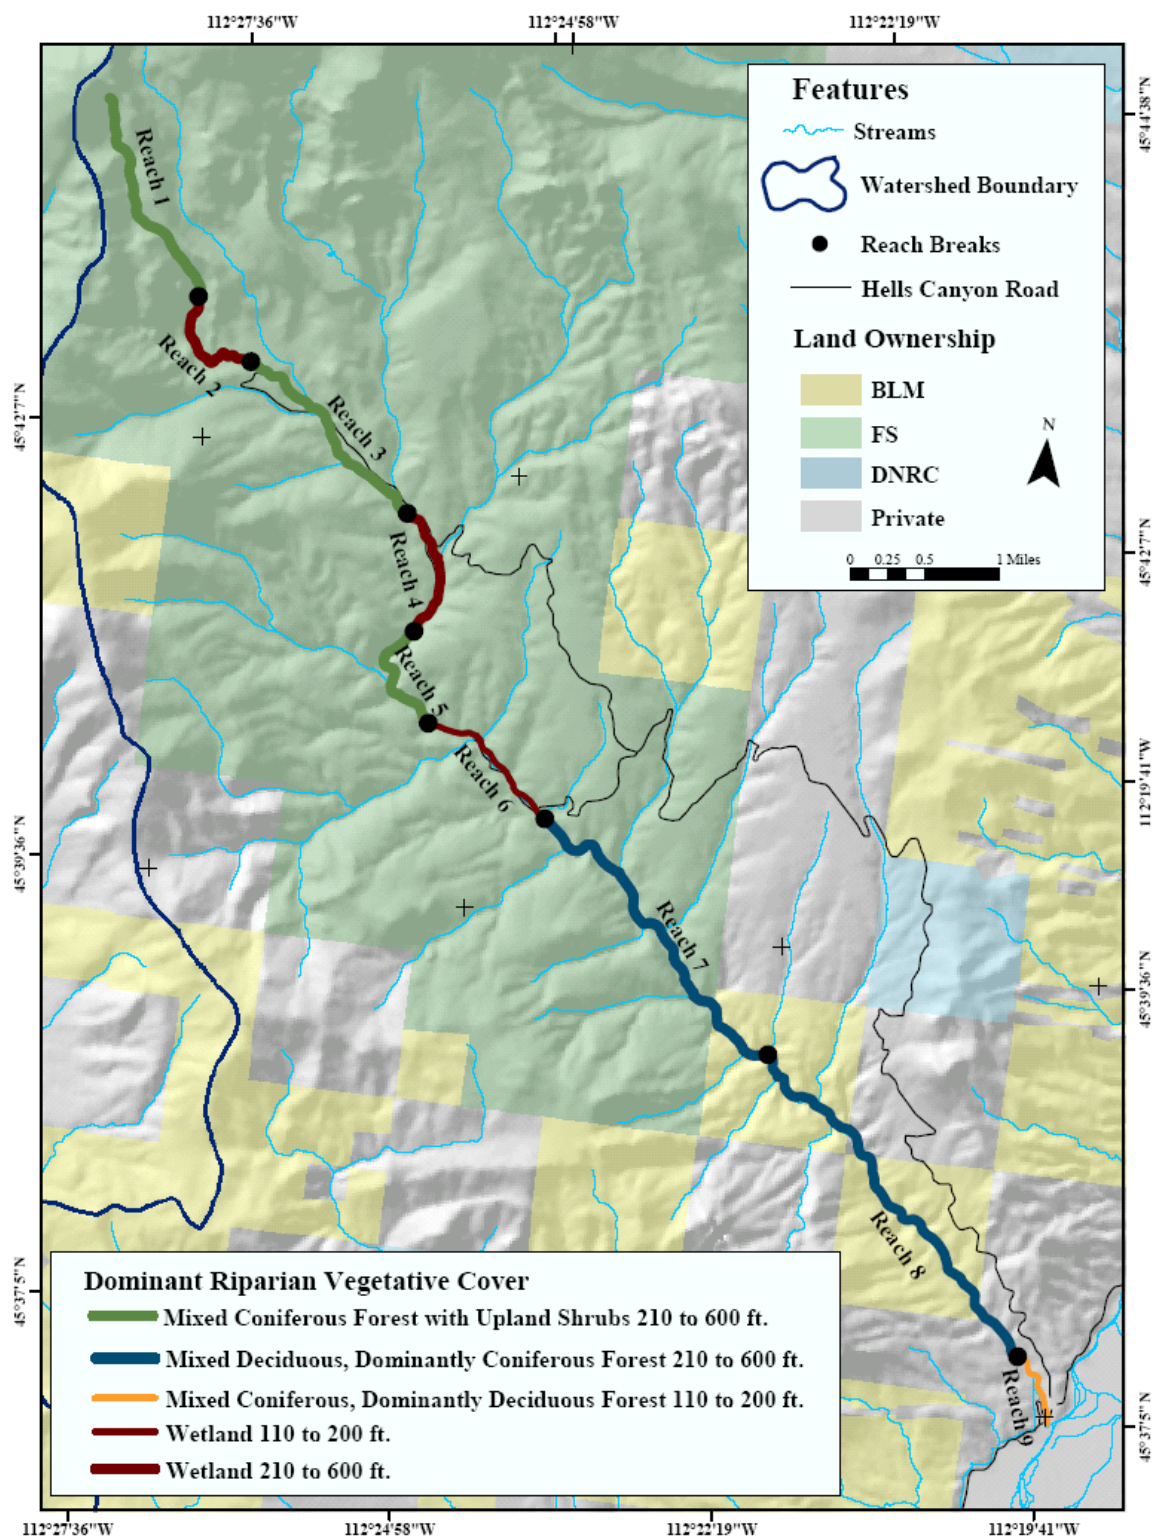 112°27'36"W
112°24'58"W
112°22'19"W
45°44'38"N
Features
Streams
Watershed Boundary
Reach Breaks
Hells Canyon Road
Land Ownership
BLM
FS
DNRC
Private
N
0 0.25 0.5 1 Miles
Reach 1
Reach 2
Reach 3
45°42'7"N
Reach 4
45°42'7"N
Reach 5
Reach 6
112°19'41"W
45°39'36"N
Reach 7
45°39'36"N
Reach 8
45°37'5"N
Reach 9
45°37'5"N
Dominant Riparian Vegetative Cover
Mixed Coniferous Forest with Upland Shrubs 210 to 600 ft.
Mixed Deciduous, Dominantly Coniferous Forest 210 to 600 ft.
Mixed Coniferous, Dominantly Deciduous Forest 110 to 200 ft.
Wetland 110 to 200 ft.
Wetland 210 to 600 ft.
112°27'36"W
112°24'58"W
112°22'19"W
112°19'41"W